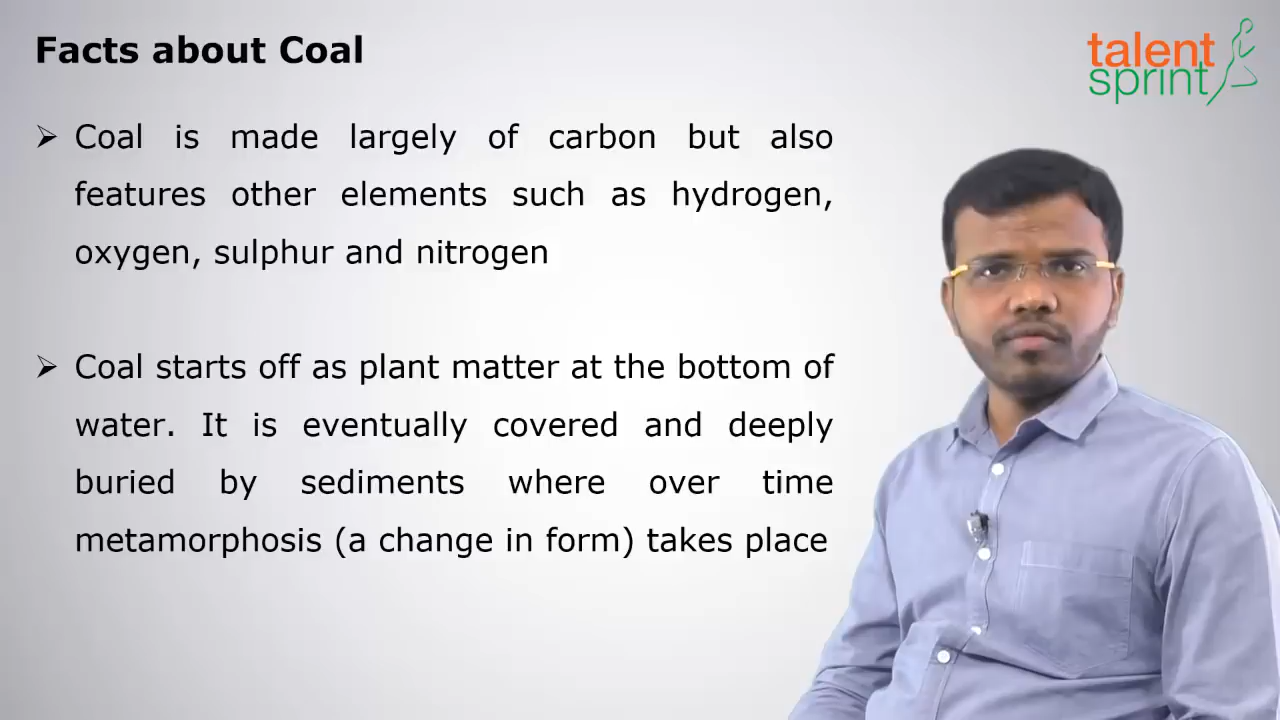 Facts about Coal
talent
sprint
➢ Coal is made largely of carbon but also
features other elements such as hydrogen,
oxygen, sulphur and nitrogen
➢ Coal starts off as plant matter at the bottom of
water. It is eventually covered and deeply
buried by sediments where over time
metamorphosis (a change in form) takes place